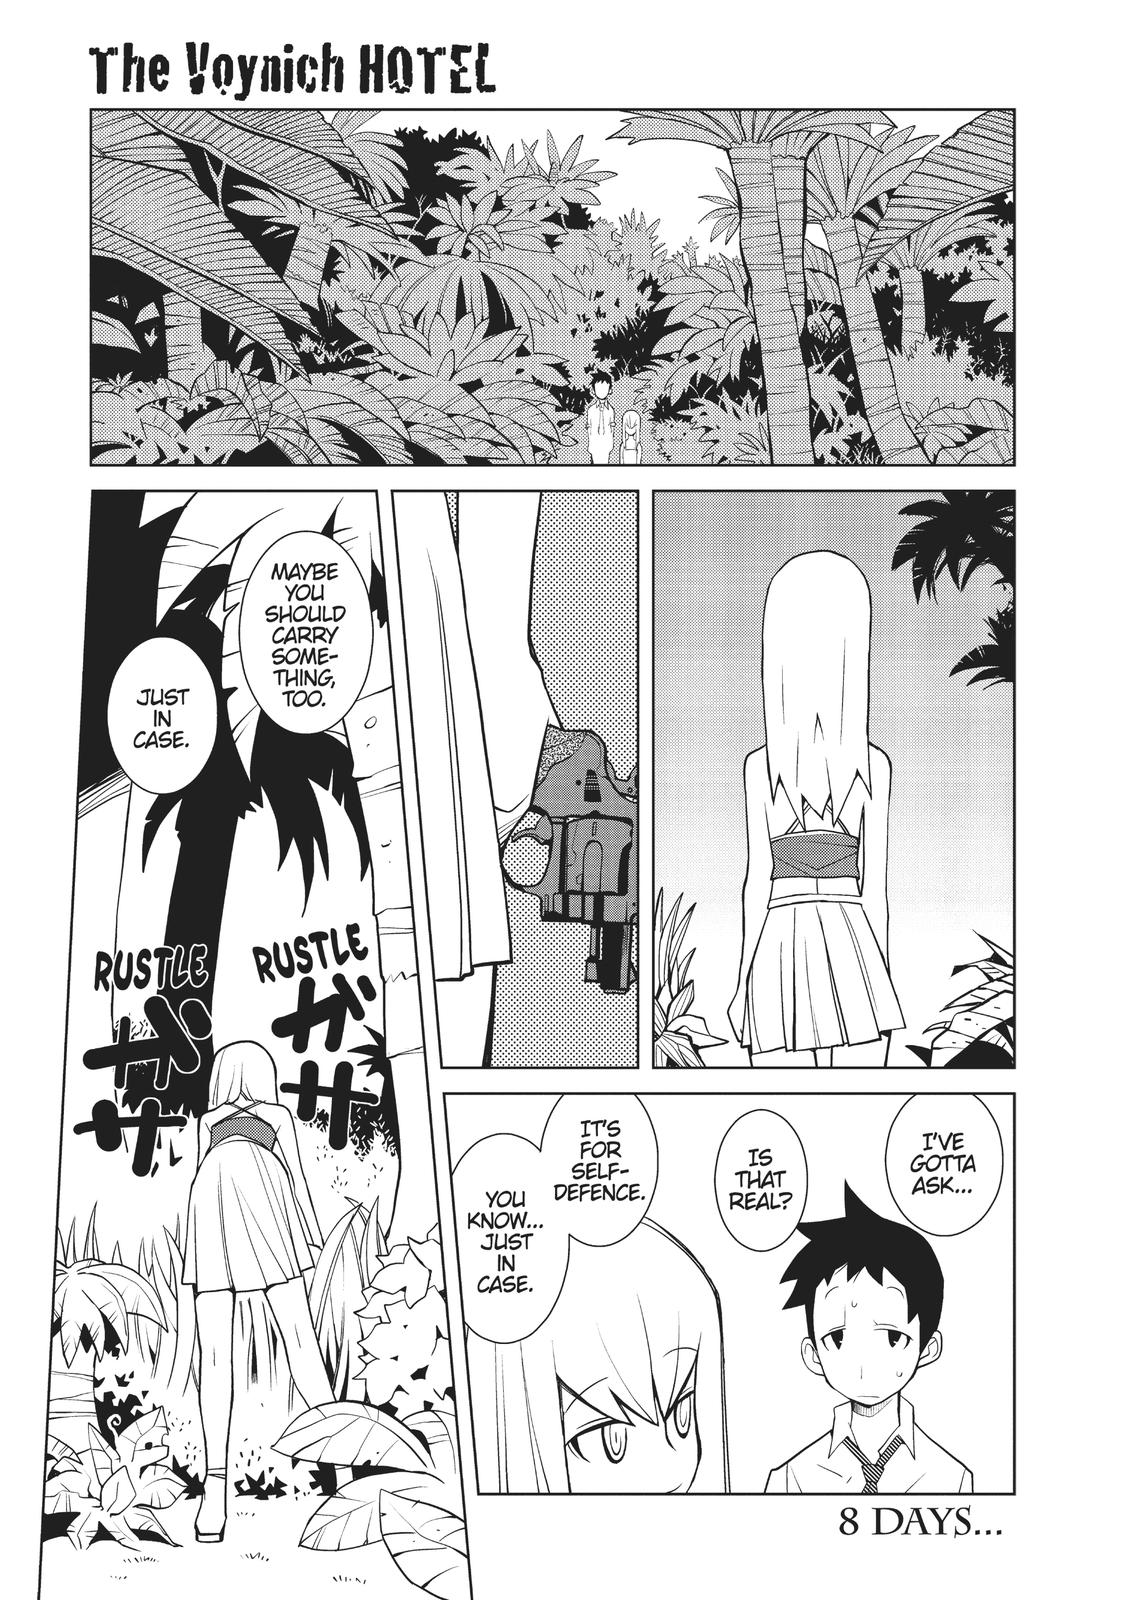 The Voynich HOTEL
I'VE
GOTTA
ASK...
IS
THAT
REAL?
IT'S
FOR
SELF-
DEFENCE.
YOU
KNOW...
JUST
IN
CASE.
MAYBE
YOU
SHOULD
CARRY
SOME-
THING,
TOO.
JUST
IN
CASE.
RUSTLE
ガサ
RUSTLE
ガサ
8 DAYS...